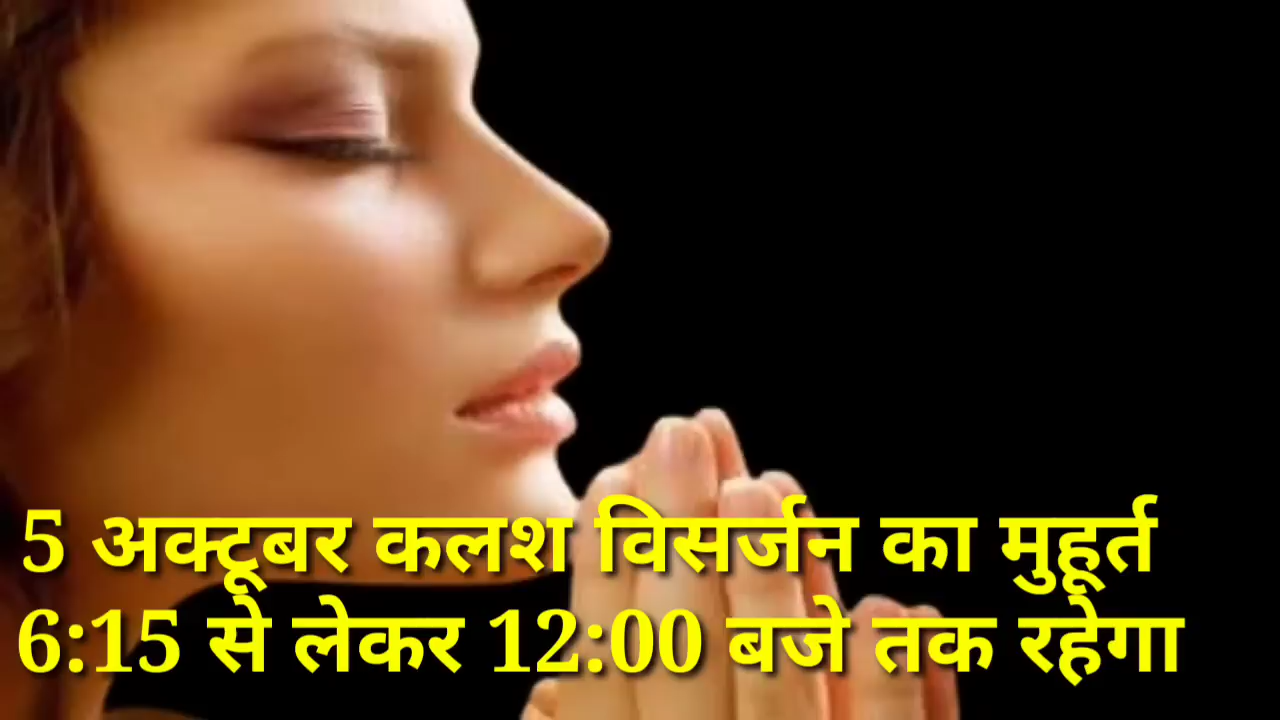 5 अक्टूबर कलश विसर्जन का मुहूर्त
6:15 से लेकर 12:00 बजे तक रहेगा